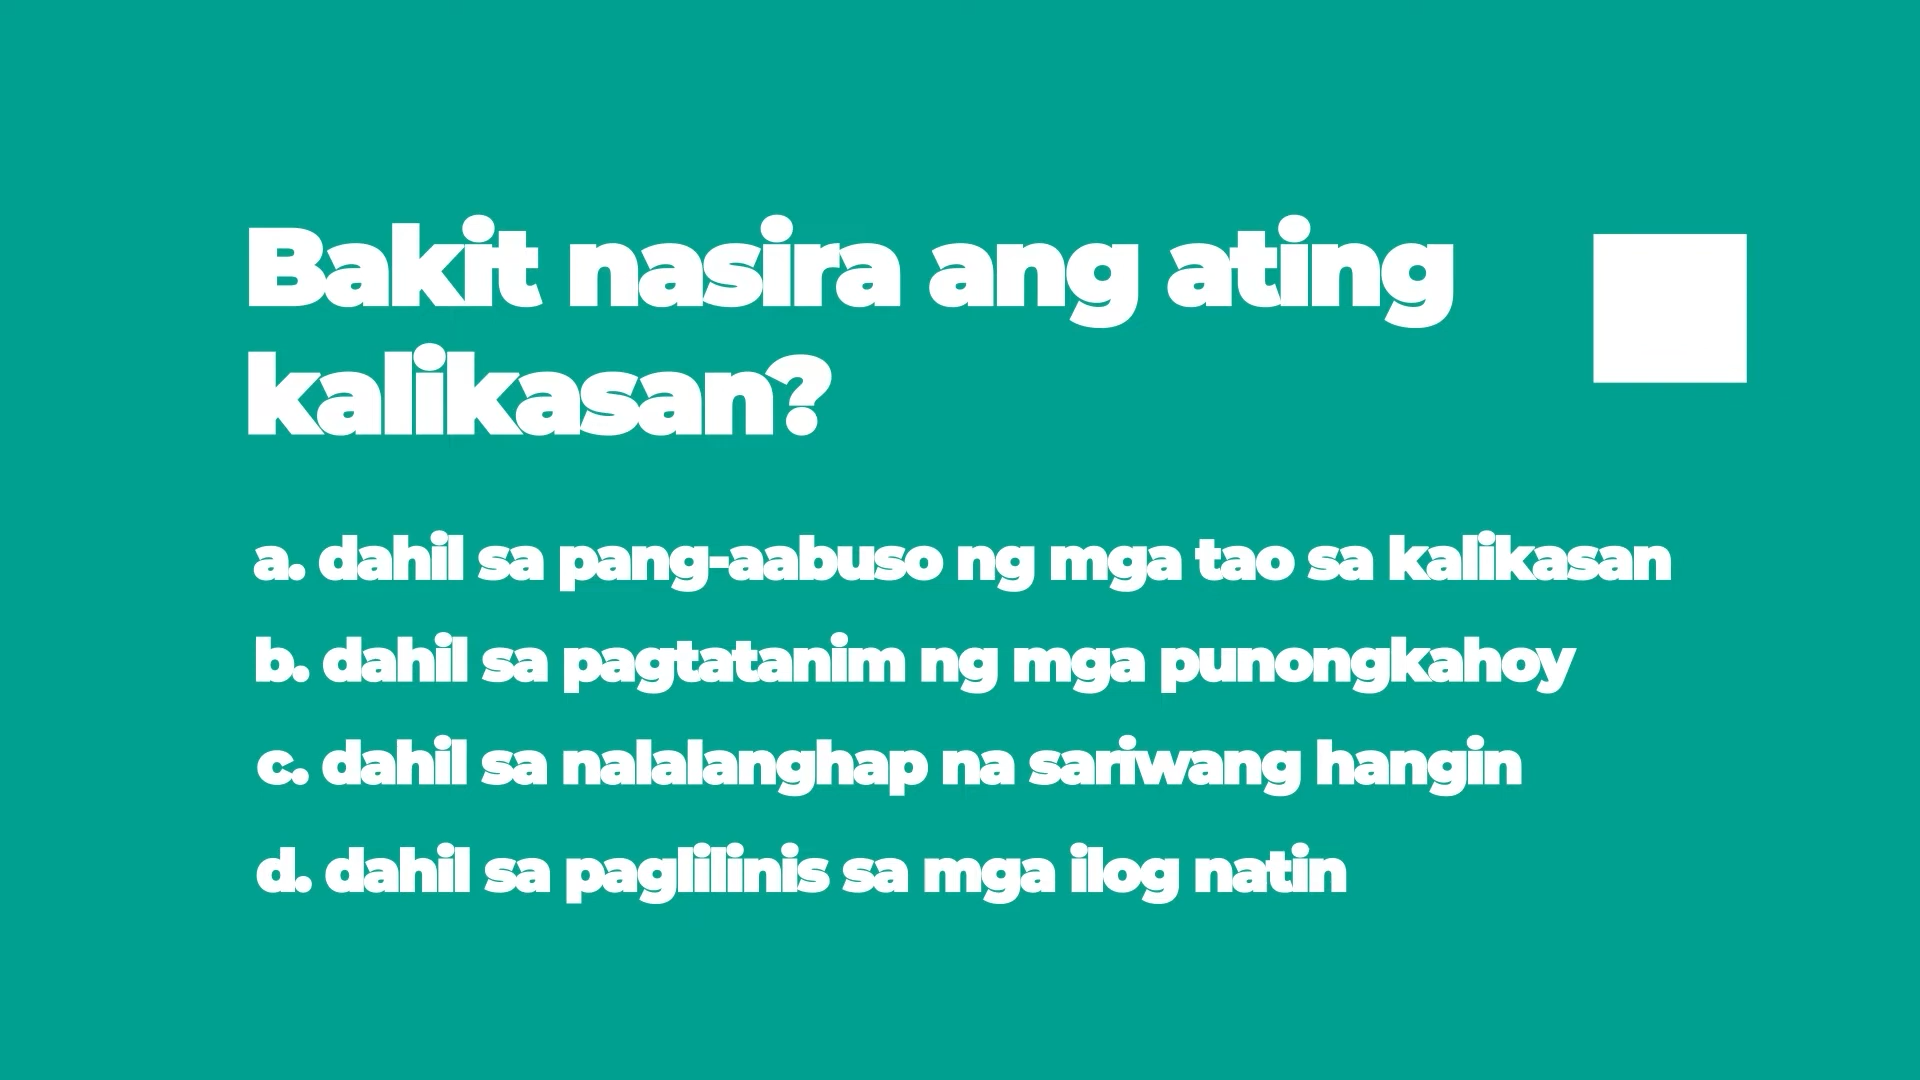 Bakit nasira ang ating
kalikasan?
a. dahil sa pang-aabuso ng mga tao sa kalikasan
b. dahil sa pagtatanim ng mga punongkahoy
c. dahil sa nalalanghap na sariwang hangin
d. dahil sa paglilinis sa mga ilog natin